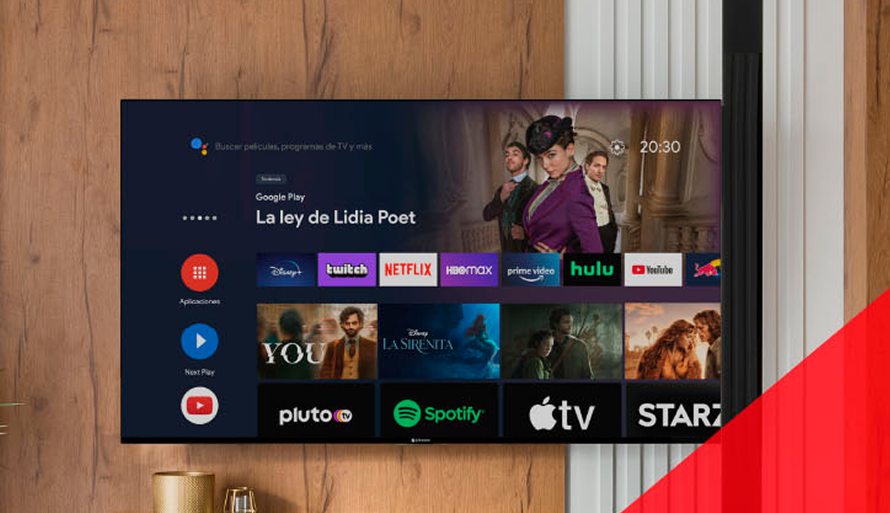 Buscar películas, programas de TV y más
20:30
Tendencia
Google Play
La ley de Lidia Poet
Disney+
twitch
NETFLIX
HBOMAX
prime video
hulu
YouTube
Aplicaciones
YOU
Disney
LA SIRENITA
Next Play
pluto tv
Spotify
tv
STARZ